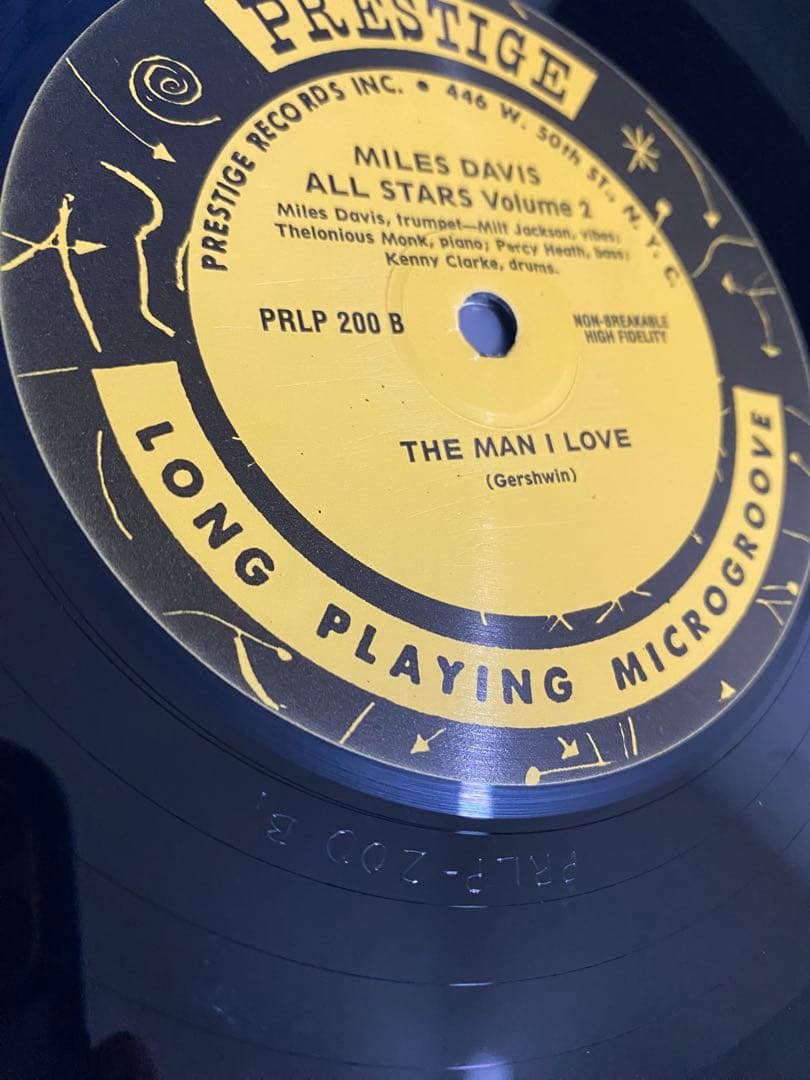 PRESTIGE
PRESTIGE RECORDS INC. • 446 W. 50th ST., N. Y. C.
MILES DAVIS
ALL STARS Volume 2
Miles Davis, trumpet—Milt Jackson, vibes;
Thelonious Monk, piano; Percy Heath, bass;
Kenny Clarke, drums.
PRLP 200 B
NON-BREAKABLE
HIGH FIDELITY
THE MAN I LOVE
(Gershwin)
LONG PLAYING MICROGROOVE
PRLP-200 B